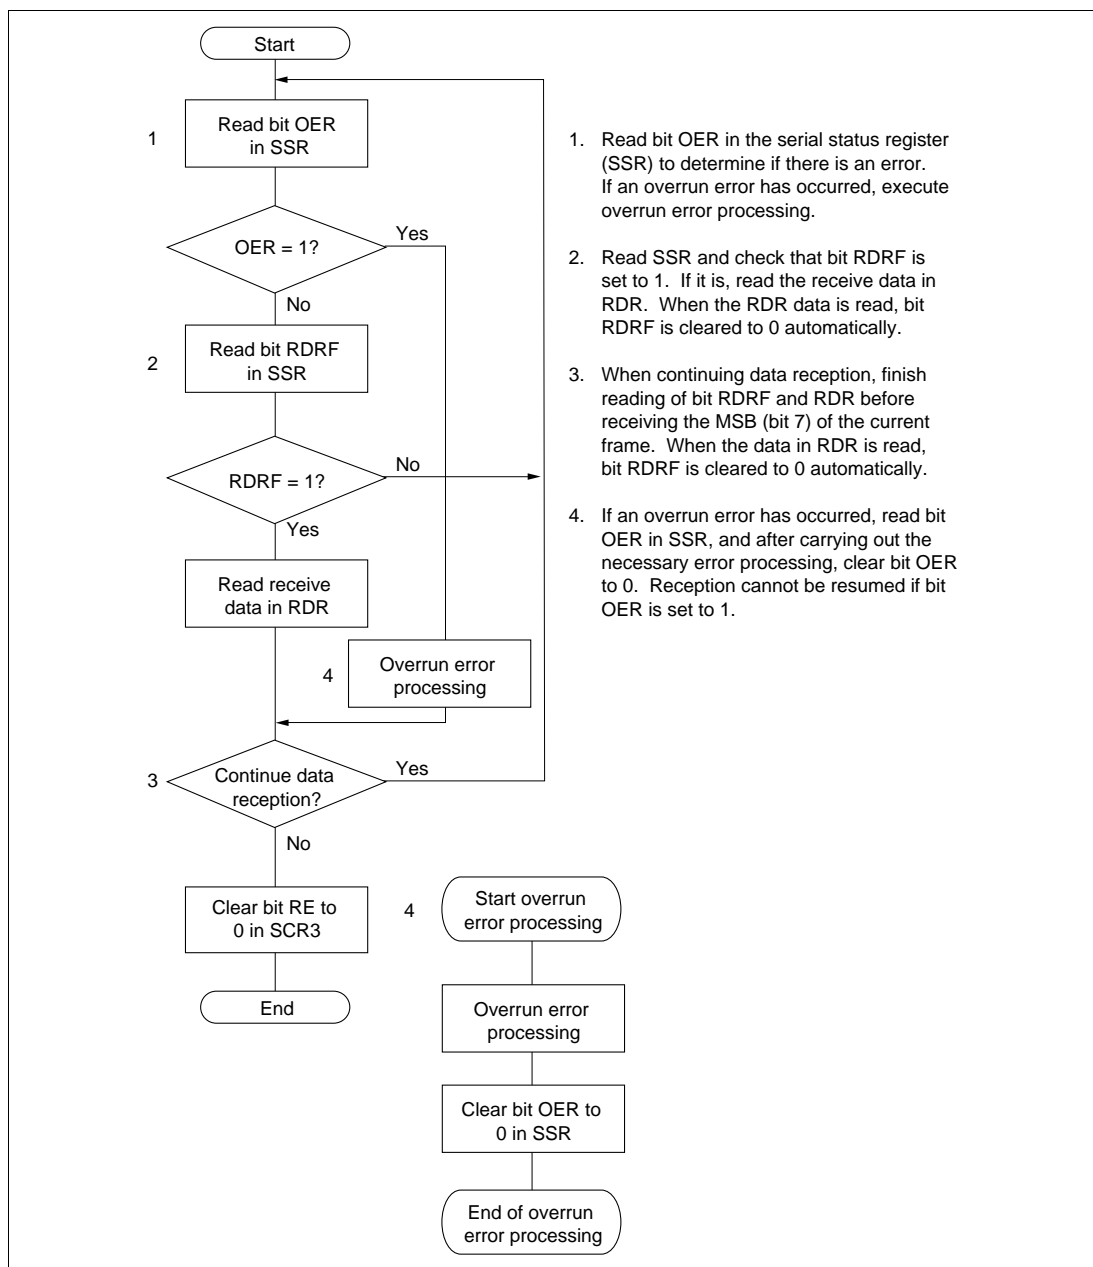 Start
1
Read bit OER
in SSR
OER = 1?
Yes
No
2
Read bit RDRF
in SSR
RDRF = 1?
No
Yes
Read receive
data in RDR
4
Overrun error
processing
3
Continue data
reception?
Yes
No
Clear bit RE to
0 in SCR3
End
4
Start overrun
error processing
Overrun error
processing
Clear bit OER to
0 in SSR
End of overrun
error processing
1. Read bit OER in the serial status register
(SSR) to determine if there is an error.
If an overrun error has occurred, execute
overrun error processing.
2. Read SSR and check that bit RDRF is
set to 1. If it is, read the receive data in
RDR. When the RDR data is read, bit
RDRF is cleared to 0 automatically.
3. When continuing data reception, finish
reading of bit RDRF and RDR before
receiving the MSB (bit 7) of the current
frame. When the data in RDR is read,
bit RDRF is cleared to 0 automatically.
4. If an overrun error has occurred, read bit
OER in SSR, and after carrying out the
necessary error processing, clear bit OER
to 0. Reception cannot be resumed if bit
OER is set to 1.